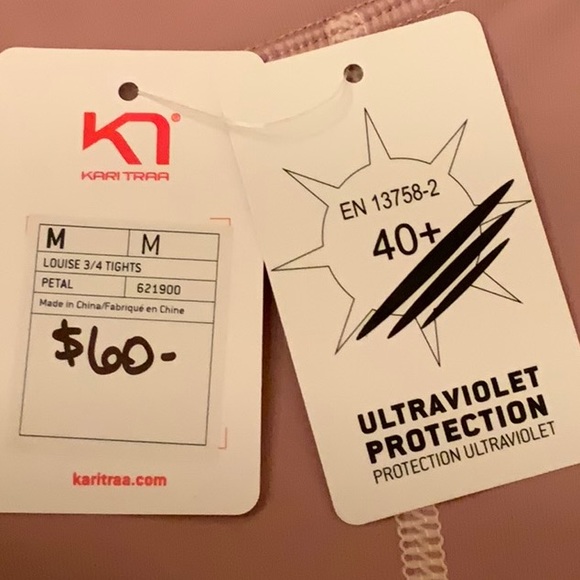 KARI TRAA®
M M
LOUISE 3/4 TIGHTS
PETAL 621900
Made in China/Fabriqué en Chine
$60-
karitraa.com
EN 13758-2
40+
ULTRAVIOLET
PROTECTION
PROTECTION ULTRAVIOLET